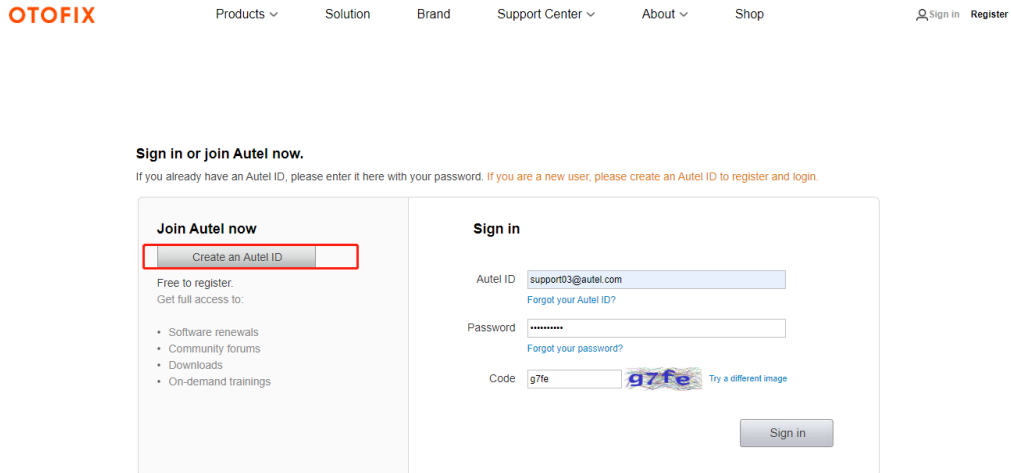 OTOFIX Products Solution Brand Support Center About Shop Sign in Register
Sign in or join Autel now.
If you already have an Autel ID, please enter it here with your password. If you are a new user, please create an Autel ID to register and login.
Join Autel now
Create an Autel ID
Free to register.
Get full access to:
• Software renewals
• Community forums
• Downloads
• On-demand trainings
Sign in
Autel ID support03@autel.com
Forgot your Autel ID?
Password ••••••••••
Forgot your password?
Code g7fe g7fe Try a different image
Sign in